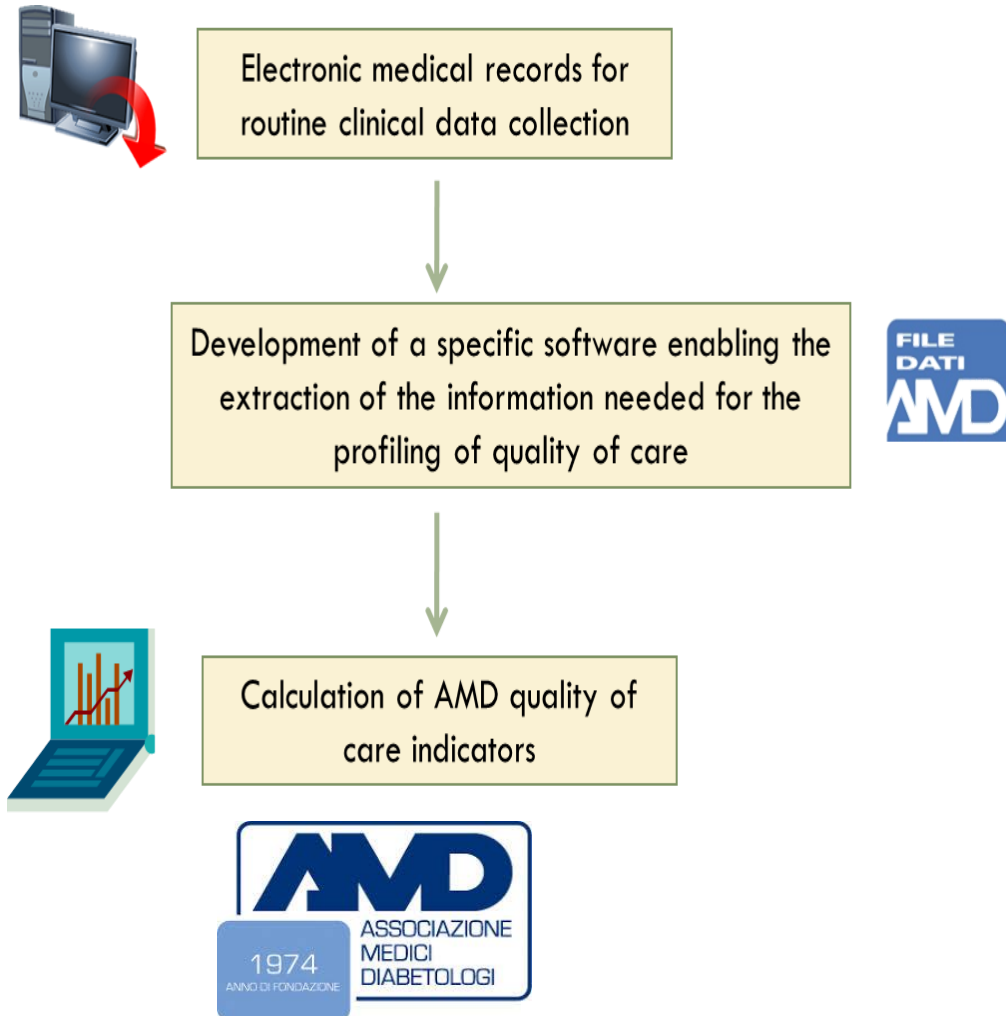 Electronic medical records for
routine clinical data collection
Development of a specific software enabling the
extraction of the information needed for the
profiling of quality of care
FILE
DATI
AMD
Calculation of AMD quality of
care indicators
AMD
ASSOCIAZIONE
MEDICI
DIABETOLOGI
1974
ANNO DI FONDAZIONE